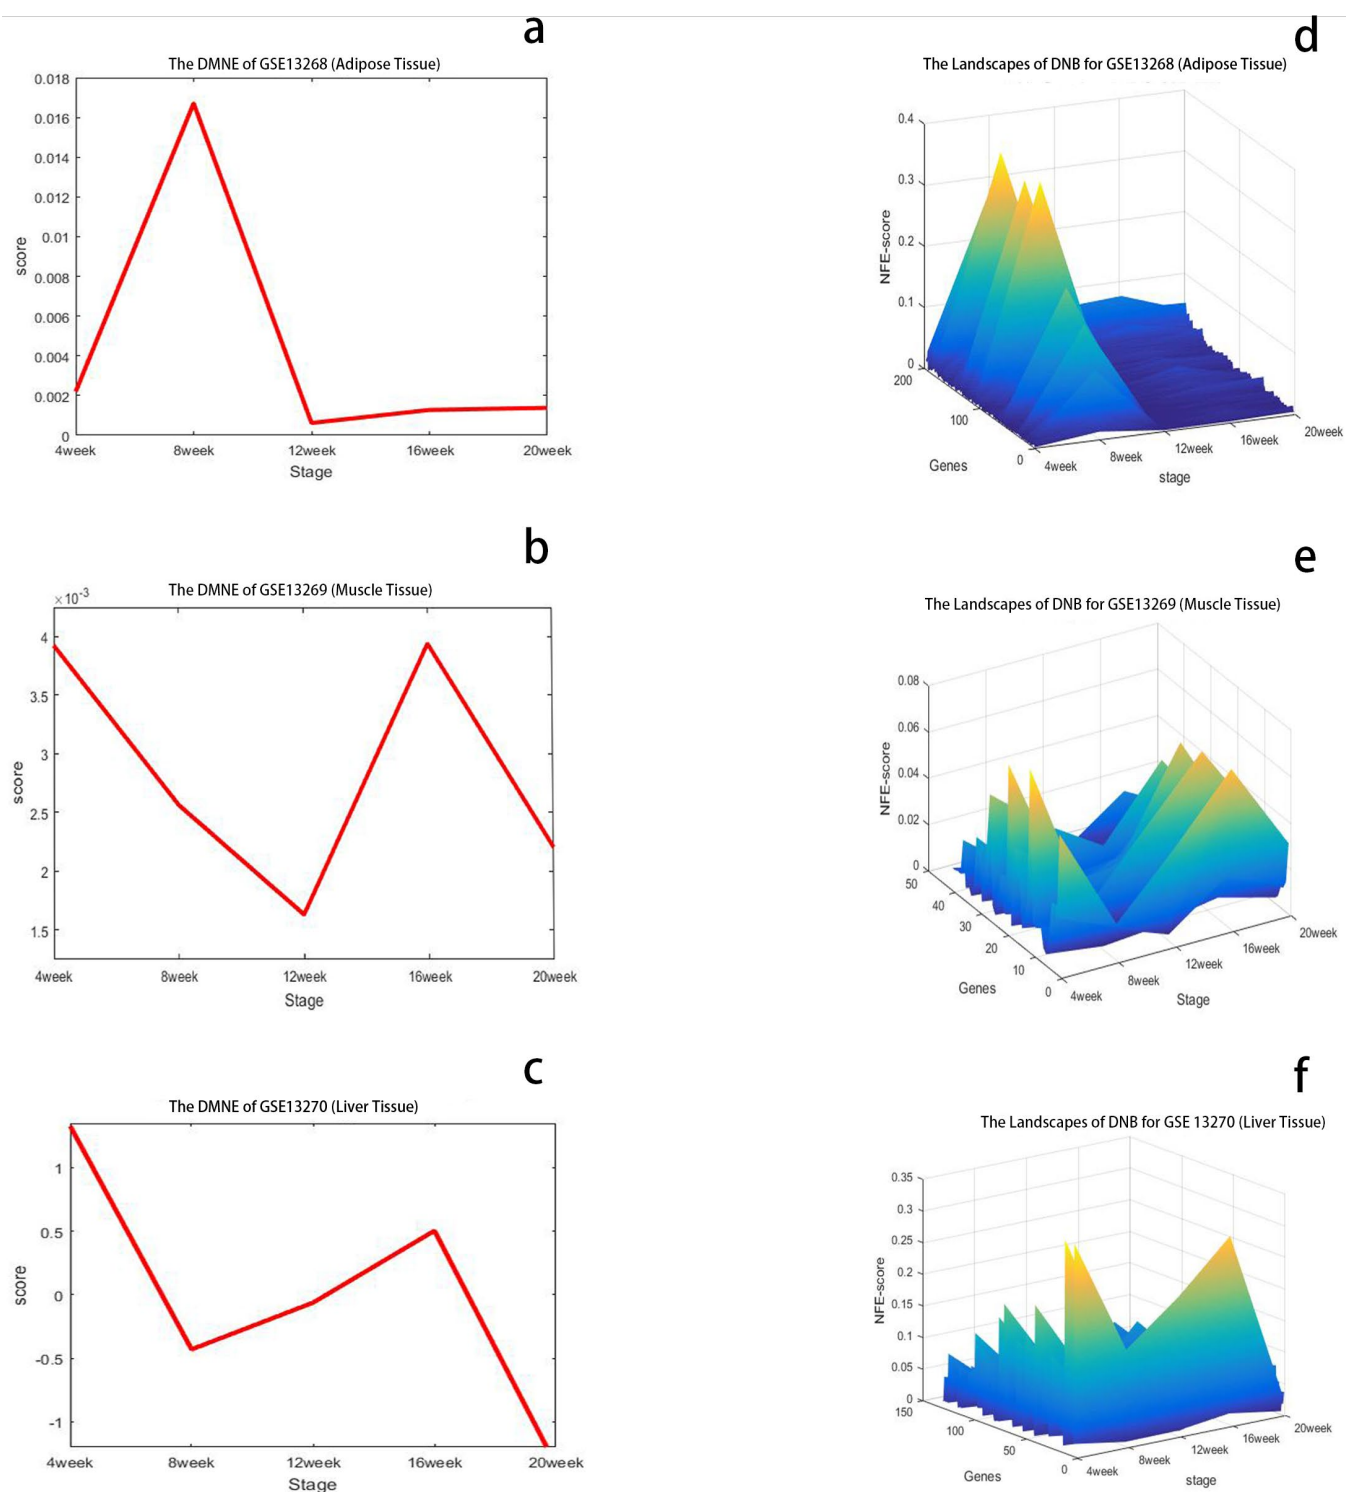 a
The DMNE of GSE13268 (Adipose Tissue)
0.018
0.016
0.014
0.012
0.01
0.008
0.006
0.004
0.002
0
score
4week 8week 12week 16week 20week
Stage
d
The Landscapes of DNB for GSE13268 (Adipose Tissue)
0.4
0.3
0.2
0.1
0
NFE-score
200
100
0
Genes
4week 8week 12week 16week 20week
stage
b
The DMNE of GSE13269 (Muscle Tissue)
×10-3
4
3.5
3
2.5
2
1.5
score
4week 8week 12week 16week 20week
Stage
e
The Landscapes of DNB for GSE13269 (Muscle Tissue)
0.08
0.06
0.04
0.02
0
NFE-score
50
40
30
20
10
0
Genes
4week 8week 12week 16week 20week
Stage
c
The DMNE of GSE13270 (Liver Tissue)
1
0.5
0
-0.5
-1
score
4week 8week 12week 16week 20week
Stage
f
The Landscapes of DNB for GSE 13270 (Liver Tissue)
0.35
0.3
0.25
0.2
0.15
0.1
0.05
0
NFE-score
150
100
50
0
Genes
4week 8week 12week 16week 20week
stage